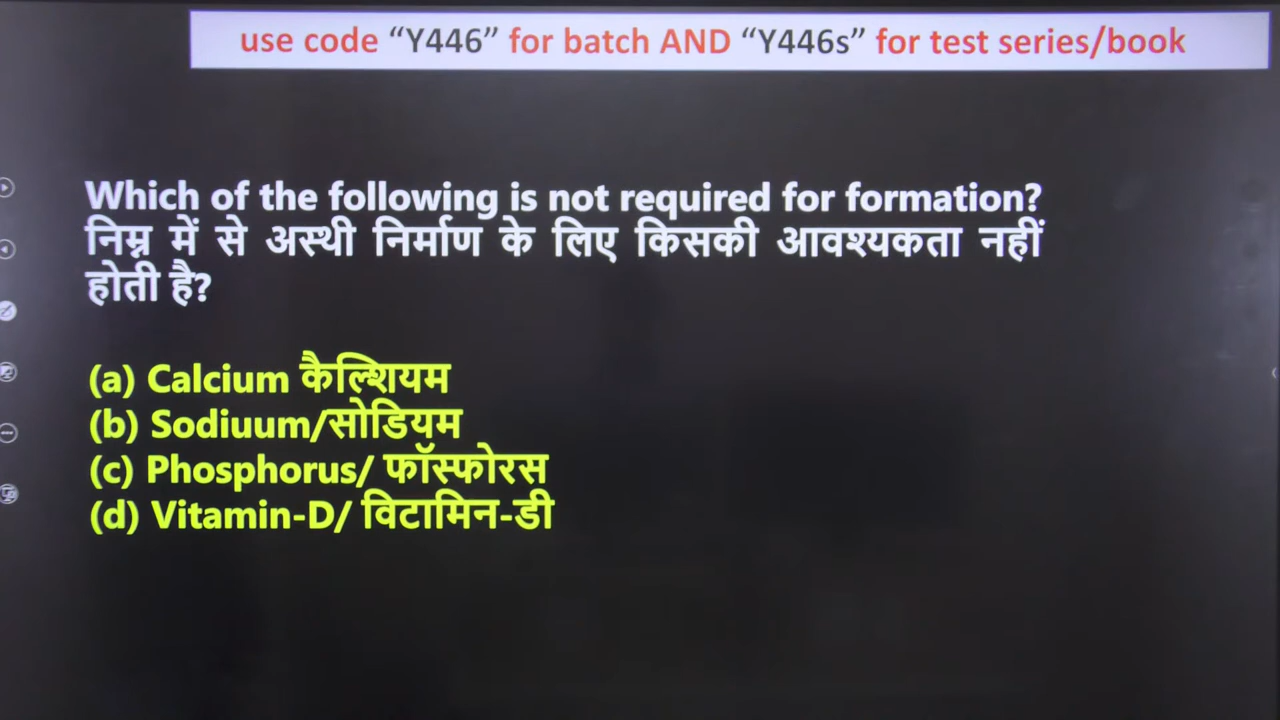 use code “Y446” for batch AND “Y446s” for test series/book
Which of the following is not required for formation?
निम्न में से अस्थी निर्माण के लिए किसकी आवश्यकता नहीं
होती है?
(a) Calcium कैल्शियम
(b) Sodiuum/सोडियम
(c) Phosphorus/ फॉस्फोरस
(d) Vitamin-D/ विटामिन-डी